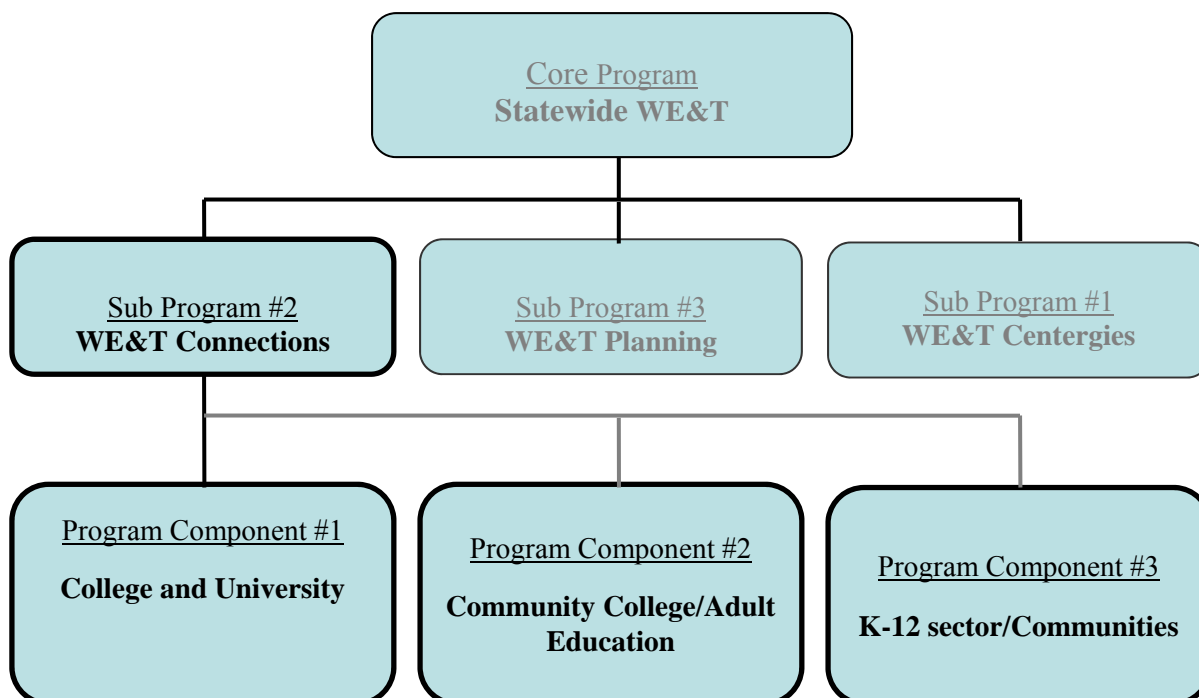 Core Program
Statewide WE&T
Sub Program #2
WE&T Connections
Sub Program #3
WE&T Planning
Sub Program #1
WE&T Centergies
Program Component #1
College and University
Program Component #2
Community College/Adult
Education
Program Component #3
K-12 sector/Communities